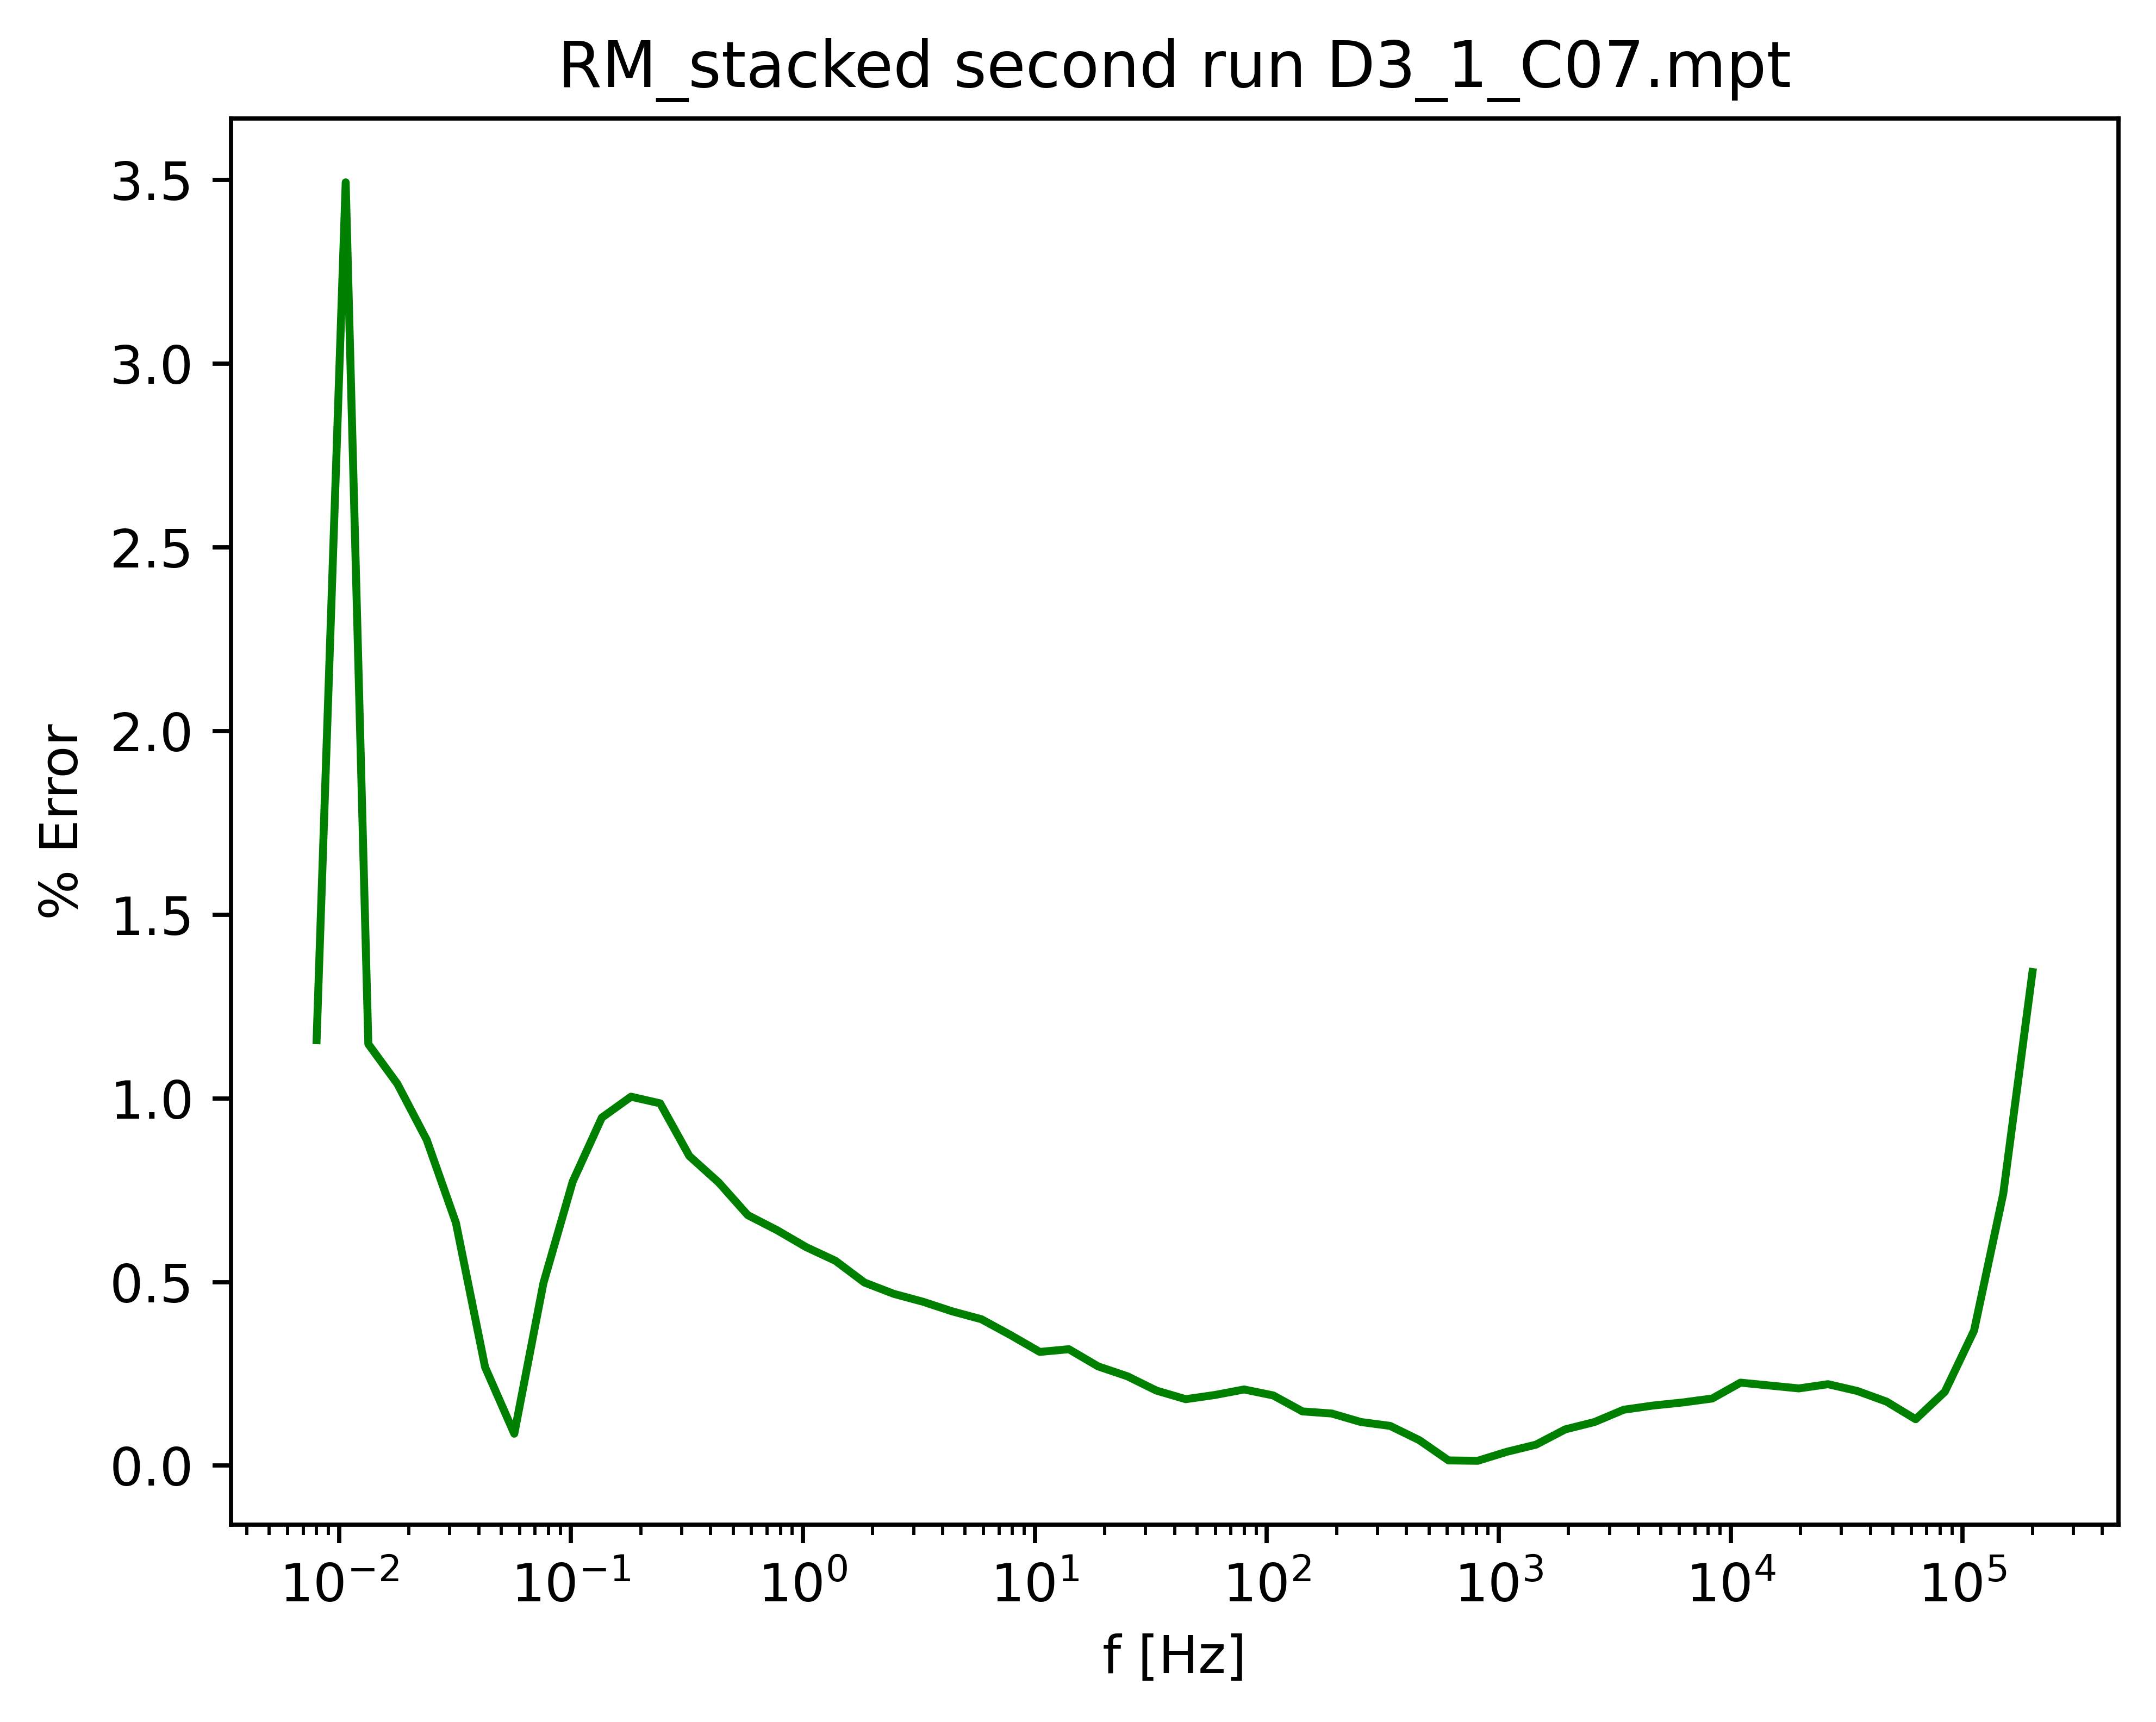 RM_stacked second run D3_1_C07.mpt
% Error
3.5
3.0
2.5
2.0
1.5
1.0
0.5
0.0
10⁻² 10⁻¹ 10⁰ 10¹ 10² 10³ 10⁴ 10⁵
f [Hz]